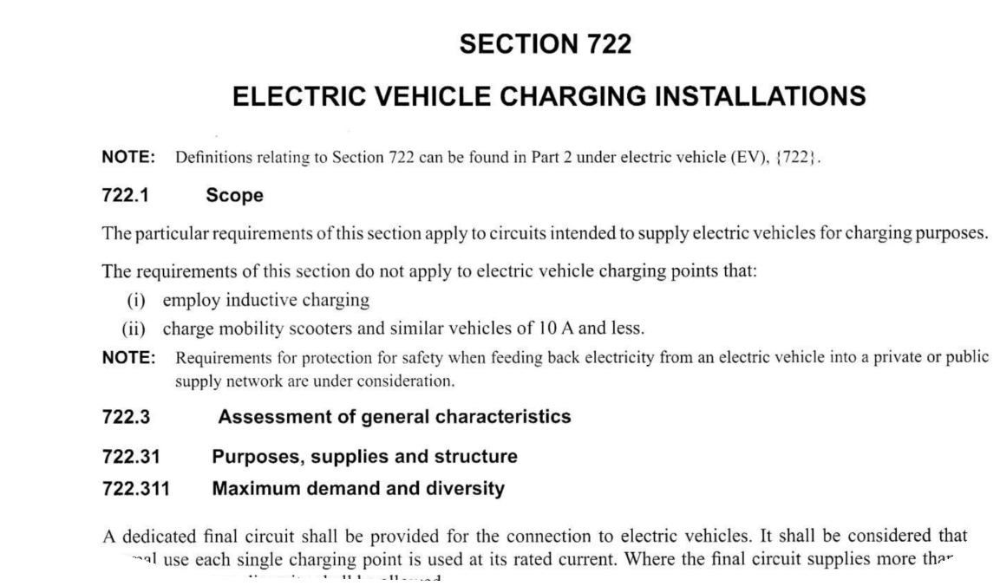 SECTION 722
ELECTRIC VEHICLE CHARGING INSTALLATIONS
NOTE: Definitions relating to Section 722 can be found in Part 2 under electric vehicle (EV), {722}.
722.1 Scope
The particular requirements of this section apply to circuits intended to supply electric vehicles for charging purposes.
The requirements of this section do not apply to electric vehicle charging points that:
(i) employ inductive charging
(ii) charge mobility scooters and similar vehicles of 10 A and less.
NOTE: Requirements for protection for safety when feeding back electricity from an electric vehicle into a private or public
supply network are under consideration.
722.3 Assessment of general characteristics
722.31 Purposes, supplies and structure
722.311 Maximum demand and diversity
A dedicated final circuit shall be provided for the connection to electric vehicles. It shall be considered that
use each single charging point is used at its rated current. Where the final circuit supplies more than